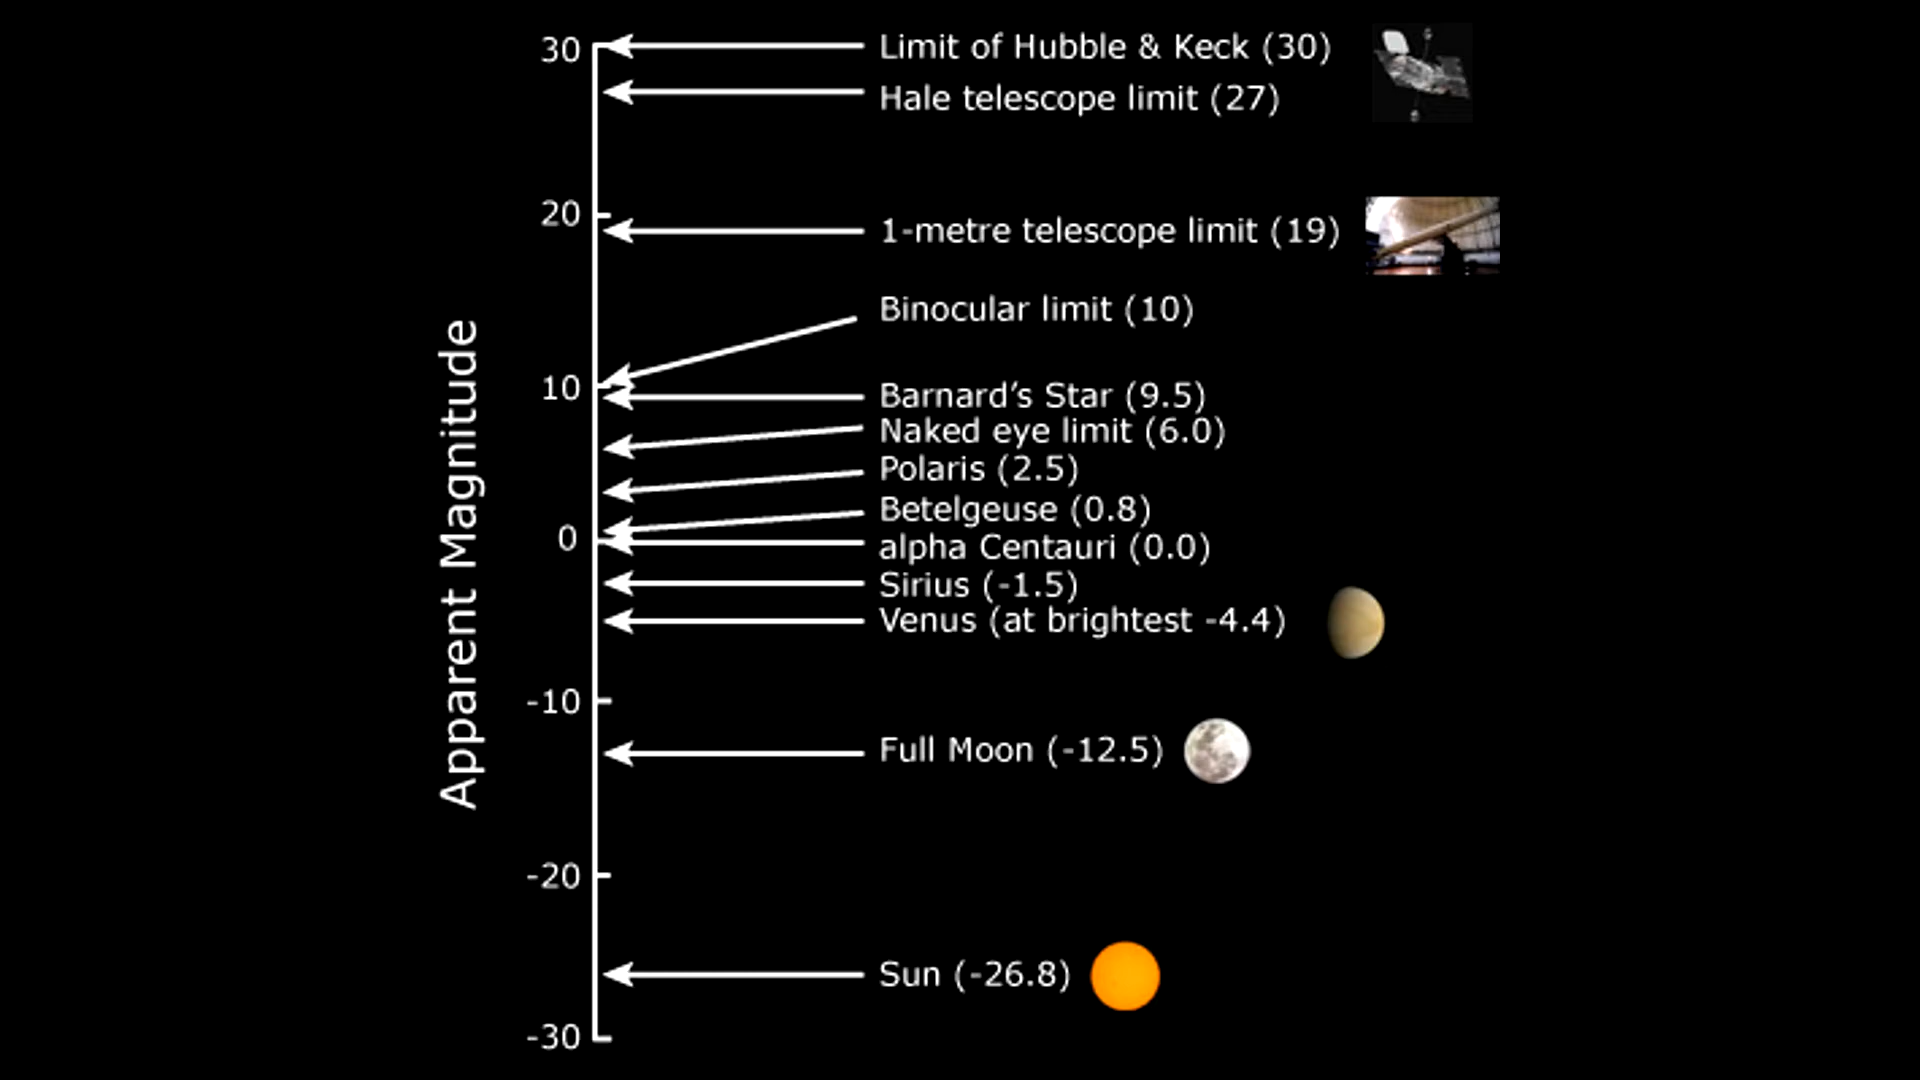 Apparent Magnitude
30
20
10
0
-10
-20
-30
Limit of Hubble & Keck (30)
Hale telescope limit (27)
1-metre telescope limit (19)
Binocular limit (10)
Barnard’s Star (9.5)
Naked eye limit (6.0)
Polaris (2.5)
Betelgeuse (0.8)
alpha Centauri (0.0)
Sirius (-1.5)
Venus (at brightest -4.4)
Full Moon (-12.5)
Sun (-26.8)